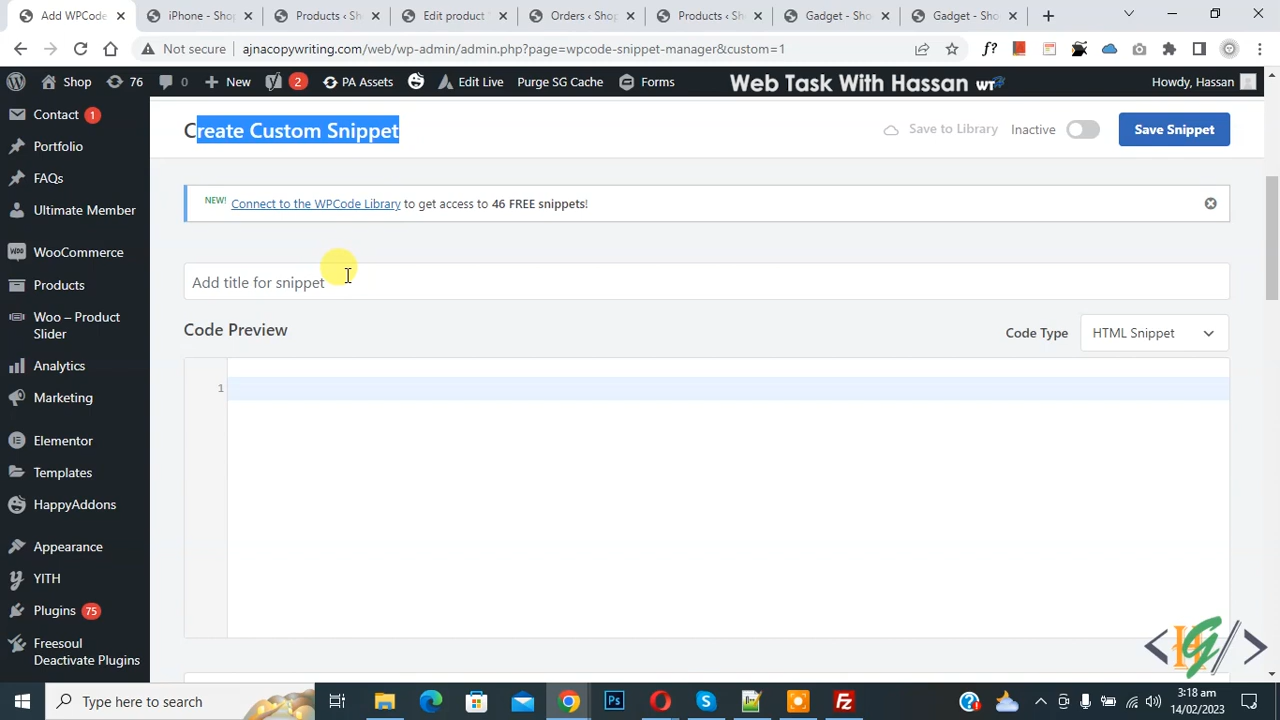 Add WPCode
iPhone - Shop
Products ‹ Sho
Edit product "
Orders ‹ Shop
Products ‹ Sh
Gadget - Sho
Gadget - Sho
Not secure
ajnacopywriting.com/web/wp-admin/admin.php?page=wpcode-snippet-manager&custom=1
f?
Shop
76
0
New
2
PA Assets
Edit Live
Purge SG Cache
Forms
Web Task With Hassan WT
Howdy, Hassan
Contact 1
Portfolio
FAQs
Ultimate Member
WooCommerce
Products
Woo – Product
Slider
Analytics
Marketing
Elementor
Templates
HappyAddons
Appearance
YITH
Plugins 75
Freesoul
Deactivate Plugins
Create Custom Snippet
Save to Library
Inactive
Save Snippet
NEW! Connect to the WPCode Library to get access to 46 FREE snippets!
Add title for snippet
Code Preview
Code Type
HTML Snippet
1
Type here to search
Ps
3:18 am
14/02/2023